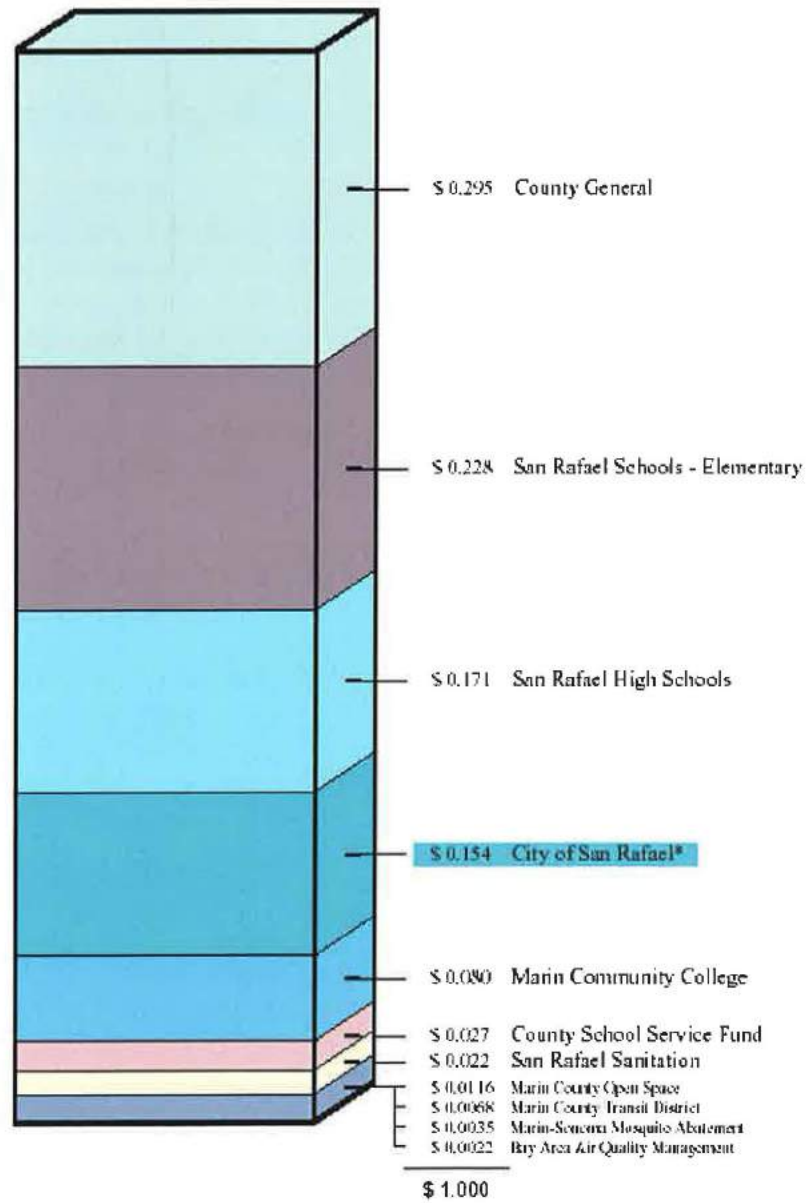 $ 0.295 County General
$ 0.228 San Rafael Schools - Elementary
$ 0.171 San Rafael High Schools
$ 0.154 City of San Rafael*
$ 0.080 Marin Community College
$ 0.027 County School Service Fund
$ 0.022 San Rafael Sanitation
$ 0.0116 Marin County Open Space
$ 0.0068 Marin County Transit District
$ 0.0035 Marin-Sonoma Mosquito Abatement
$ 0.0022 Bay Area Air Quality Management
$ 1.000